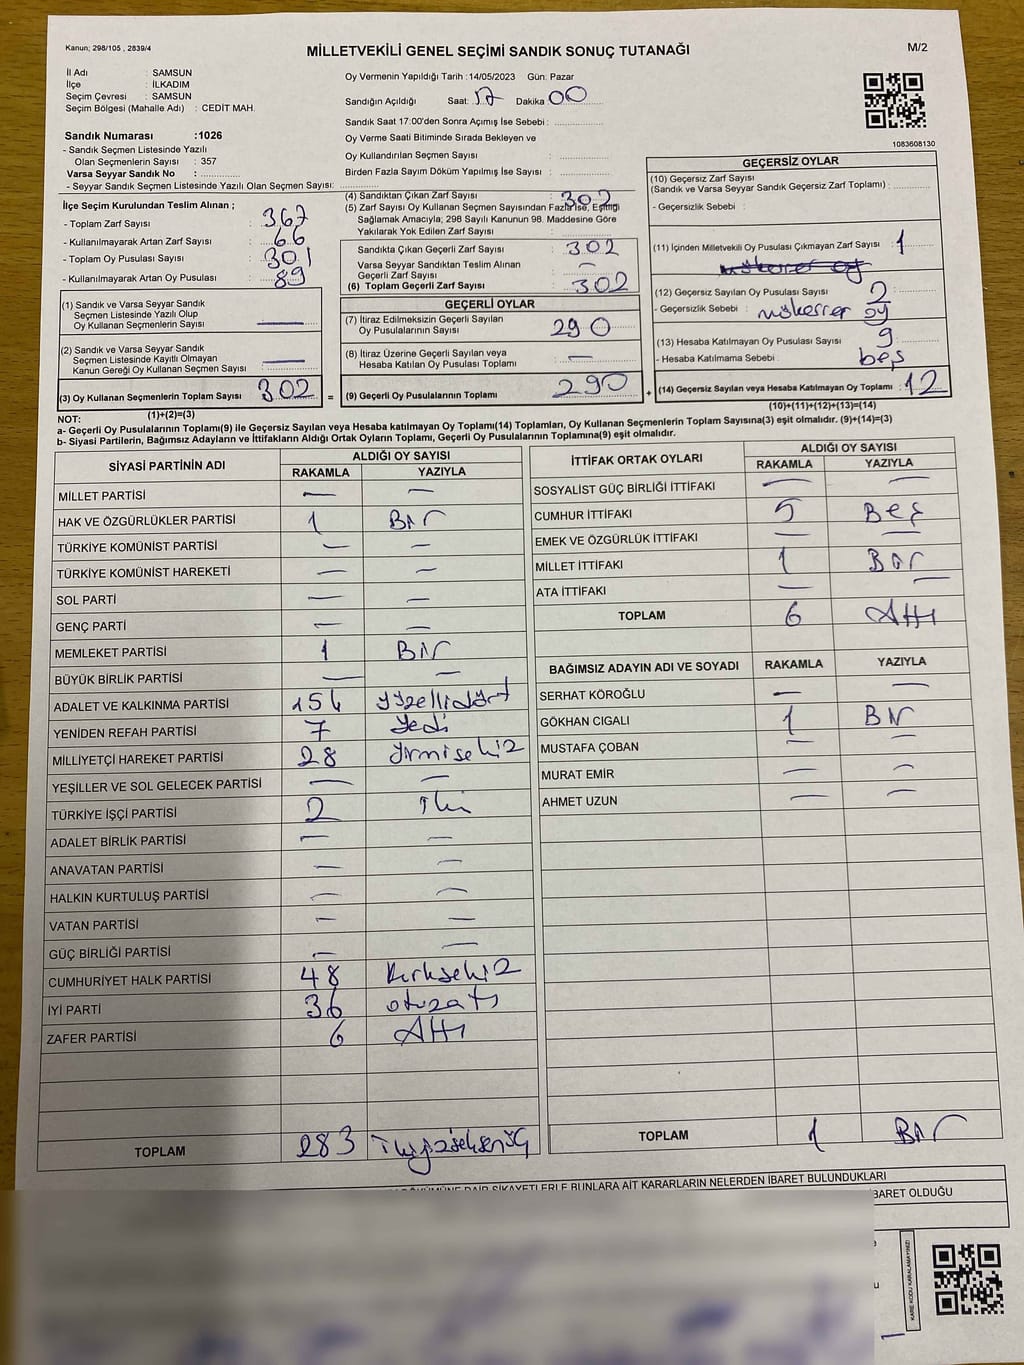 Kanun; 298/105 , 2839/4
MİLLETVEKİLİ GENEL SEÇİMİ SANDIK SONUÇ TUTANAĞI
M/2
İl Adı : SAMSUN
İlçe : İLKADIM
Seçim Çevresi : SAMSUN
Seçim Bölgesi (Mahalle Adı) : CEDİT MAH.
Sandık Numarası :1026
- Sandık Seçmen Listesinde Yazılı
Olan Seçmenlerin Sayısı : 357
Varsa Seyyar Sandık No :
- Seyyar Sandık Seçmen Listesinde Yazılı Olan Seçmen Sayısı:
Oy Vermenin Yapıldığı Tarih :14/05/2023 Gün: Pazar
Sandığın Açıldığı Saat: 17 Dakika 00
Sandık Saat 17:00'den Sonra Açımış İse Sebebi :
Oy Verme Saati Bitiminde Sırada Bekleyen ve
Oy Kullandırılan Seçmen Sayısı :
Birden Fazla Sayım Döküm Yapılmış İse Sayısı :
1083608130
İlçe Seçim Kurulundan Teslim Alınan ;
- Toplam Zarf Sayısı : 367
- Kullanılmayarak Artan Zarf Sayısı : 66
- Toplam Oy Pusulası Sayısı : 301
- Kullanılmayarak Artan Oy Pusulası : 89
(1) Sandık ve Varsa Seyyar Sandık
Seçmen Listesinde Yazılı Olup
Oy Kullanan Seçmenlerin Sayısı —
(2) Sandık ve Varsa Seyyar Sandık
Seçmen Listesinde Kayıtlı Olmayan
Kanun Gereği Oy Kullanan Seçmen Sayısı —
(3) Oy Kullanan Seçmenlerin Toplam Sayısı 302 =
(1)+(2)=(3)
(4) Sandıktan Çıkan Zarf Sayısı : 302
(5) Zarf Sayısı Oy Kullanan Seçmen Sayısından Fazla İse, Eşitliği
Sağlamak Amacıyla; 298 Sayılı Kanunun 98. Maddesine Göre
Yakılarak Yok Edilen Zarf Sayısı :
Sandıkta Çıkan Geçerli Zarf Sayısı : 302
Varsa Seyyar Sandıktan Teslim Alınan
Geçerli Zarf Sayısı : —
(6) Toplam Geçerli Zarf Sayısı : 302
GEÇERLİ OYLAR
(7) İtiraz Edilmeksizin Geçerli Sayılan
Oy Pusulalarının Sayısı : 290
(8) İtiraz Üzerine Geçerli Sayılan veya
Hesaba Katılan Oy Pusulası Toplamı : —
(9) Geçerli Oy Pusulalarının Toplamı : 290 +
GEÇERSİZ OYLAR
(10) Geçersiz Zarf Sayısı
(Sandık ve Varsa Seyyar Sandık Geçersiz Zarf Toplamı) :
- Geçersizlik Sebebi :
(11) İçinden Milletvekili Oy Pusulası Çıkmayan Zarf Sayısı : 1
mükerrer oy
(12) Geçersiz Sayılan Oy Pusulası Sayısı : 2
- Geçersizlik Sebebi : mükerrer oy
(13) Hesaba Katılmayan Oy Pusulası Sayısı : 9
- Hesaba Katılmama Sebebi : beş
(14) Geçersiz Sayılan veya Hesaba Katılmayan Oy Toplamı : 12
(10)+(11)+(12)+(13)=(14)
NOT:
a- Geçerli Oy Pusulalarının Toplamı(9) ile Geçersiz Sayılan veya Hesaba katılmayan Oy Toplamı(14) Toplamları, Oy Kullanan Seçmenlerin Toplam Sayısına(3) eşit olmalıdır. (9)+(14)=(3)
b- Siyasi Partilerin, Bağımsız Adayların ve İttifakların Aldığı Ortak Oyların Toplamı, Geçerli Oy Pusulalarının Toplamına(9) eşit olmalıdır.
SİYASİ PARTİNİN ADI ALDIĞI OY SAYISI
RAKAMLA YAZIYLA
MİLLET PARTİSİ — —
HAK VE ÖZGÜRLÜKLER PARTİSİ 1 Bir
TÜRKİYE KOMÜNİST PARTİSİ — —
TÜRKİYE KOMÜNİST HAREKETİ — —
SOL PARTİ — —
GENÇ PARTİ — —
MEMLEKET PARTİSİ 1 Bir
BÜYÜK BİRLİK PARTİSİ — —
ADALET VE KALKINMA PARTİSİ 154 yüzellidört
YENİDEN REFAH PARTİSİ 7 Yedi
MİLLİYETÇİ HAREKET PARTİSİ 28 yirmisekiz
YEŞİLLER VE SOL GELECEK PARTİSİ — —
TÜRKİYE İŞÇİ PARTİSİ 2 İki
ADALET BİRLİK PARTİSİ — —
ANAVATAN PARTİSİ — —
HALKIN KURTULUŞ PARTİSİ — —
VATAN PARTİSİ — —
GÜÇ BİRLİĞİ PARTİSİ — —
CUMHURİYET HALK PARTİSİ 48 kırksekiz
İYİ PARTİ 36 otuzaltı
ZAFER PARTİSİ 6 Altı
TOPLAM 283 ikiyüzseksenüç
İTTİFAK ORTAK OYLARI ALDIĞI OY SAYISI
RAKAMLA YAZIYLA
SOSYALİST GÜÇ BİRLİĞİ İTTİFAKI — —
CUMHUR İTTİFAKI 5 Beş
EMEK VE ÖZGÜRLÜK İTTİFAKI — —
MİLLET İTTİFAKI 1 Bir
ATA İTTİFAKI — —
TOPLAM 6 Altı
BAĞIMSIZ ADAYIN ADI VE SOYADI RAKAMLA YAZIYLA
SERHAT KÖROĞLU — —
GÖKHAN CIGALI 1 Bir
MUSTAFA ÇOBAN — —
MURAT EMİR — —
AHMET UZUN — —
TOPLAM 1 Bir
DAİR ŞİKAYETLERLE BUNLARA AİT KARARLARIN NELERDEN İBARET BULUNDUKLARI
BARET OLDUĞU
KARE KODU KARALAMAYINIZ!